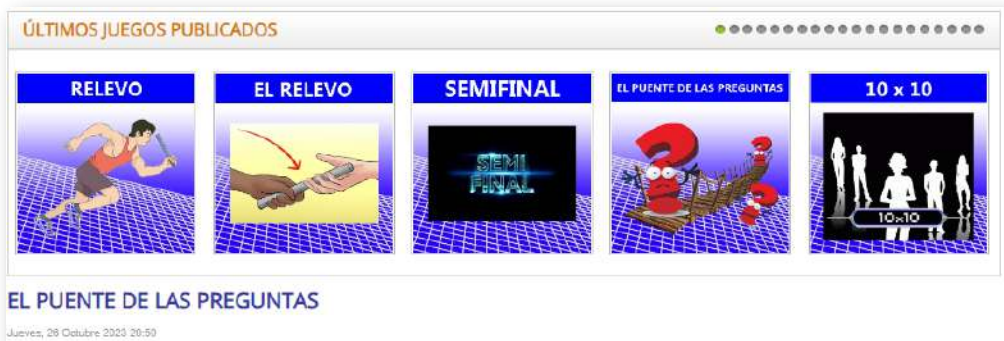 ÚLTIMOS JUEGOS PUBLICADOS
RELEVO
EL RELEVO
SEMIFINAL
SEMI
FINAL
EL PUENTE DE LAS PREGUNTAS
10 x 10
10x10
EL PUENTE DE LAS PREGUNTAS
Jueves, 26 Octubre 2023 20:50